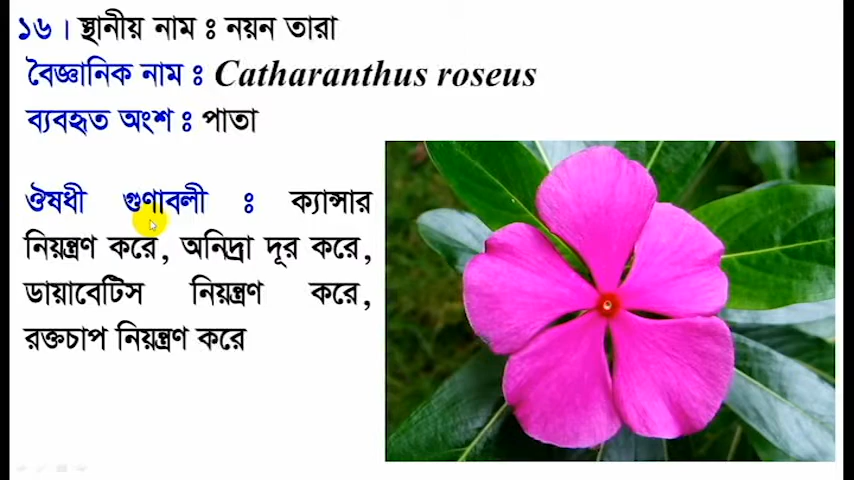 ১৬। স্থানীয় নাম ঃ নয়ন তারা
বৈজ্ঞানিক নাম ঃ Catharanthus roseus
ব্যবহৃত অংশ ঃ পাতা
ঔষধী গুণাবলী ঃ ক্যান্সার
নিয়ন্ত্রণ করে, অনিদ্রা দূর করে,
ডায়াবেটিস নিয়ন্ত্রণ করে,
রক্তচাপ নিয়ন্ত্রণ করে